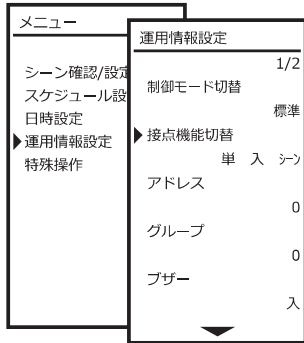 メニュー
シーン確認/設定
スケジュール設
日時設定
運用情報設定
特殊操作
運用情報設定
1/2
制御モード切替
標準
接点機能切替
単 入 シーン
アドレス
0
グループ
0
ブザー
入